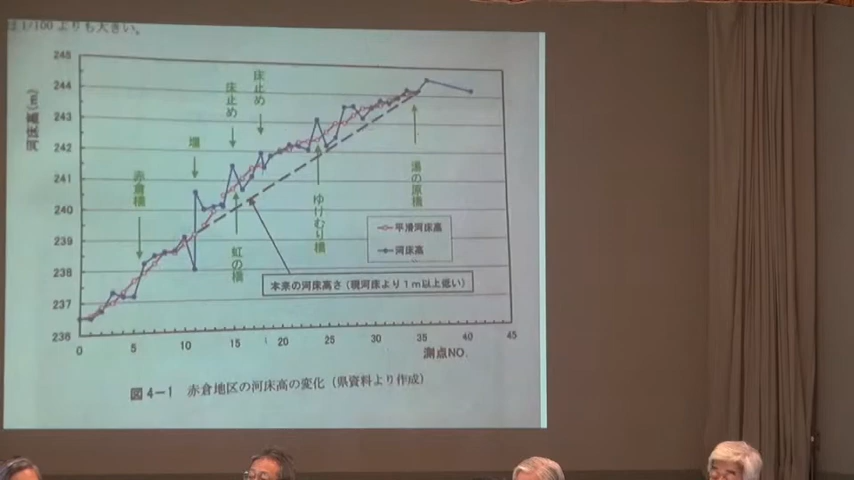 は1/100よりも大きい。
245
244
243
242
241
240
239
238
237
236
河床高(m)
赤倉橋
堰
床止め
床止め
虹の橋
ゆけむり橋
湯の原橋
平滑河床高
河床高
本来の河床高さ（現河床より１ｍ以上低い）
0 5 10 15 20 25 30 35 40 45
測点NO.
図4－1 赤倉地区の河床高の変化（県資料より作成）